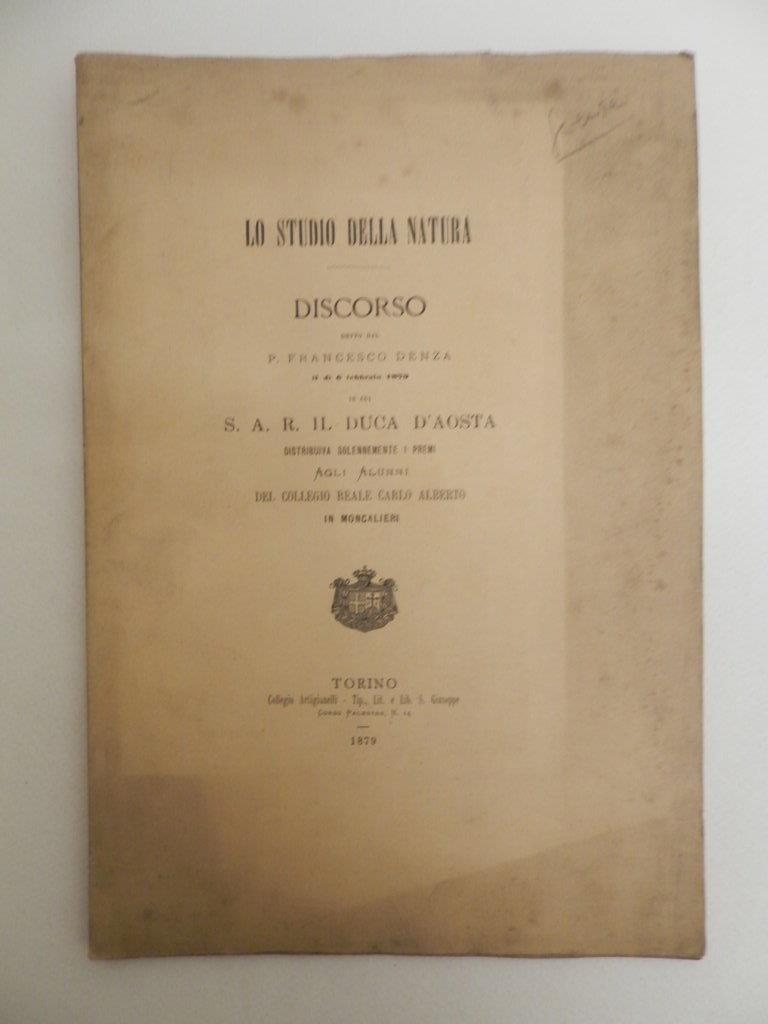 LO STUDIO DELLA NATURA
DISCORSO
DETTO DAL
P. FRANCESCO DENZA
il dì 6 febbraio 1879
IN CUI
S. A. R. IL DUCA D'AOSTA
DISTRIBUIVA SOLENNEMENTE I PREMI
AGLI ALUNNI
DEL COLLEGIO REALE CARLO ALBERTO
IN MONCALIERI
TORINO
Collegio Artigianelli - Tip., Lit. e Lib. S. Giuseppe
CORSO PALESTRO, N. 14
1879